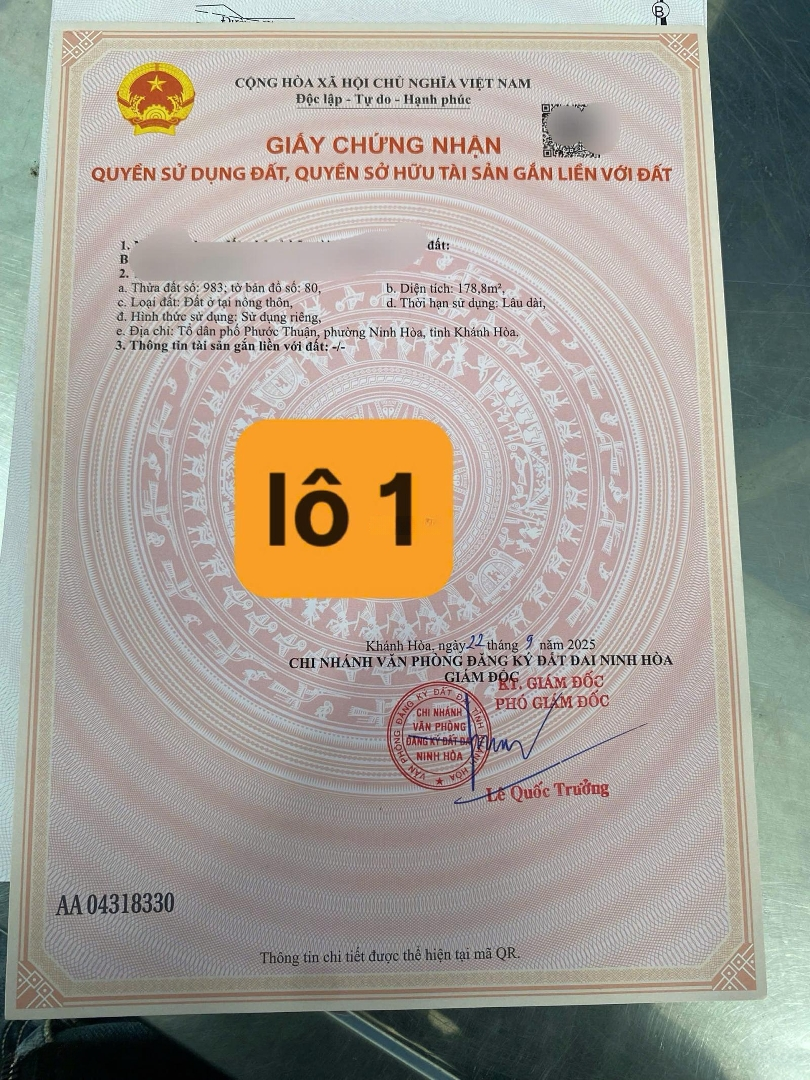 B
CỘNG HÒA XÃ HỘI CHỦ NGHĨA VIỆT NAM
Độc lập - Tự do - Hạnh phúc
GIẤY CHỨNG NHẬN
QUYỀN SỬ DỤNG ĐẤT, QUYỀN SỞ HỮU TÀI SẢN GẮN LIỀN VỚI ĐẤT
1. đất:
B
2.
a. Thửa đất số: 983; tờ bản đồ số: 80, b. Diện tích: 178,8m²,
c. Loại đất: Đất ở tại nông thôn, d. Thời hạn sử dụng: Lâu dài,
đ. Hình thức sử dụng: Sử dụng riêng,
e. Địa chỉ: Tổ dân phố Phước Thuận, phường Ninh Hòa, tỉnh Khánh Hòa.
3. Thông tin tài sản gắn liền với đất: -/-
lô 1
Khánh Hòa, ngày 22 tháng 9 năm 2025
CHI NHÁNH VĂN PHÒNG ĐĂNG KÝ ĐẤT ĐAI NINH HÒA
GIÁM ĐỐC
KT. GIÁM ĐỐC
PHÓ GIÁM ĐỐC
CHI NHÁNH
VĂN PHÒNG
ĐĂNG KÝ ĐẤT ĐAI
NINH HÒA
Lê Quốc Trưởng
AA 04318330
Thông tin chi tiết được thể hiện tại mã QR.